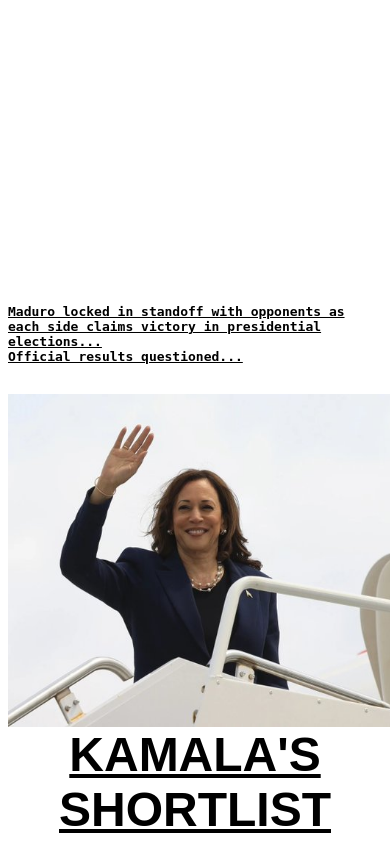 Maduro locked in standoff with opponents as
each side claims victory in presidential
elections...
Official results questioned...
KAMALA'S
SHORTLIST